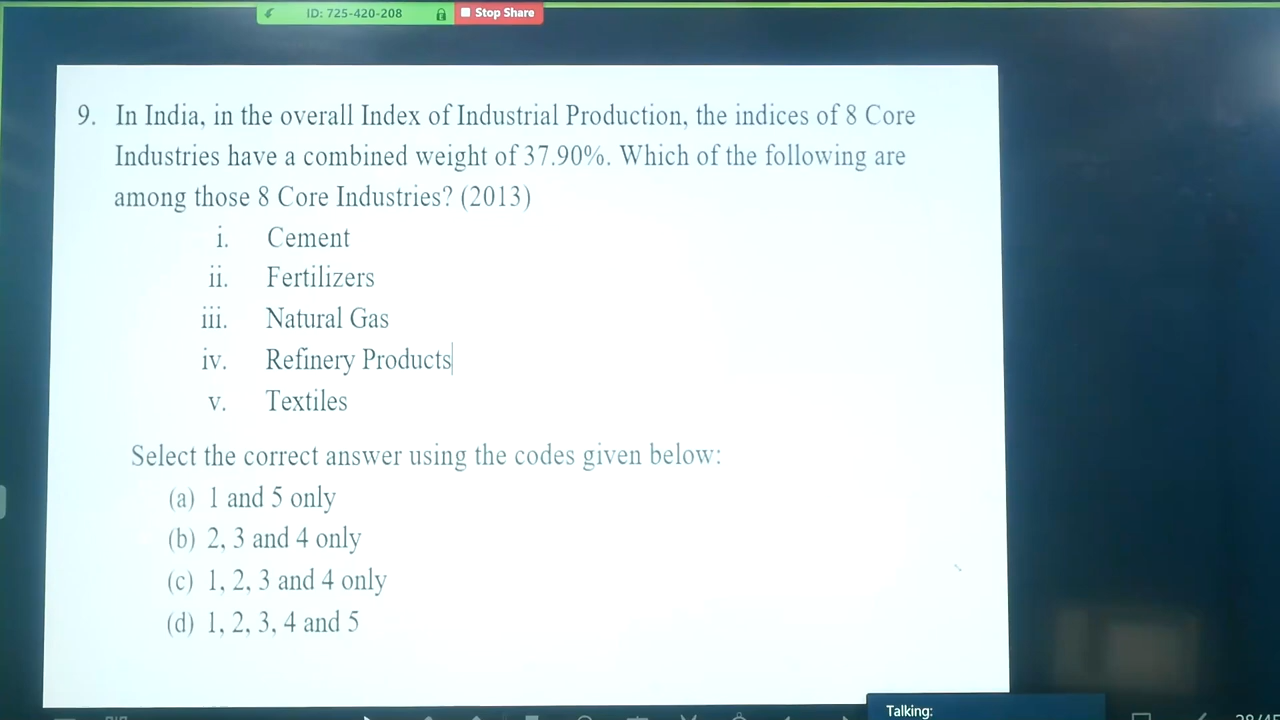 ID: 725-420-208
Stop Share
9. In India, in the overall Index of Industrial Production, the indices of 8 Core
Industries have a combined weight of 37.90%. Which of the following are
among those 8 Core Industries? (2013)
i. Cement
ii. Fertilizers
iii. Natural Gas
iv. Refinery Products
v. Textiles
Select the correct answer using the codes given below:
(a) 1 and 5 only
(b) 2, 3 and 4 only
(c) 1, 2, 3 and 4 only
(d) 1, 2, 3, 4 and 5
Talking: